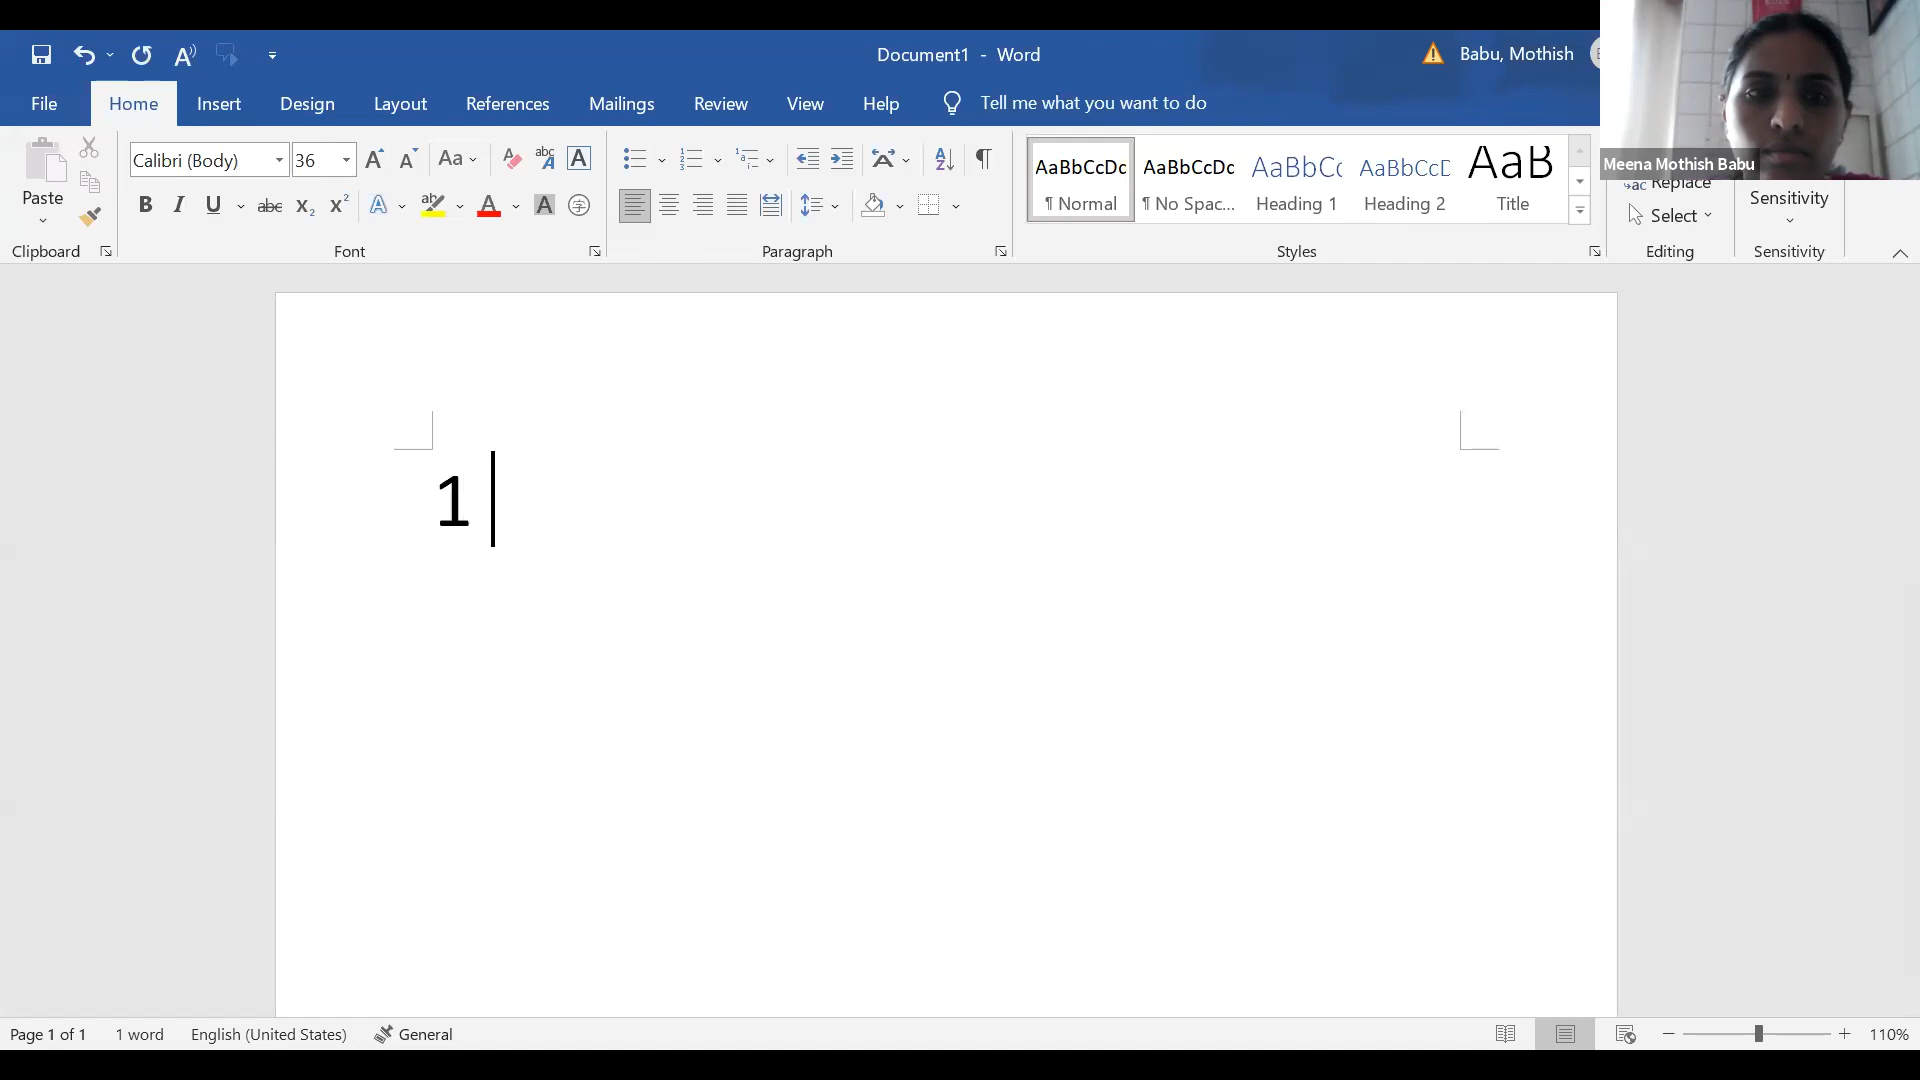 Document1 - Word
Babu, Mothish
File Home Insert Design Layout References Mailings Review View Help Tell me what you want to do
Meena Mothish Babu
Paste
Calibri (Body) 36
Aa
AaBbCcDc AaBbCcDc AaBbCc AaBbCcD AaB
¶ Normal ¶ No Spac... Heading 1 Heading 2 Title
Replace
Select
Sensitivity
Clipboard Font Paragraph Styles Editing Sensitivity
1
Page 1 of 1 1 word English (United States) General 110%